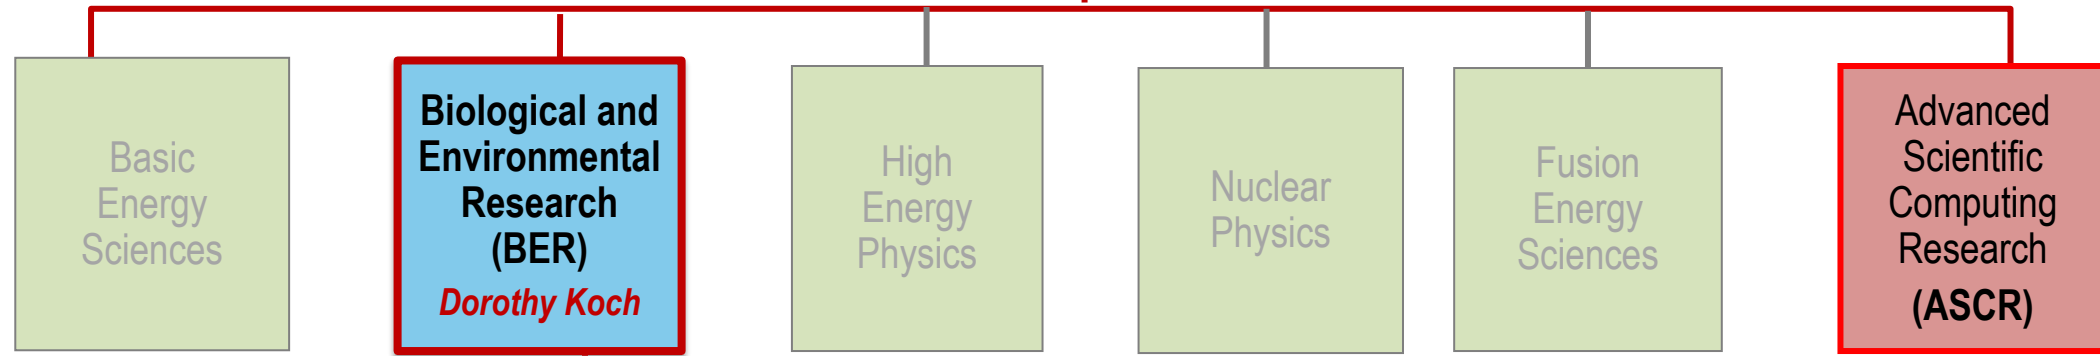 Basic
Energy
Sciences
Biological and
Environmental
Research
(BER)
Dorothy Koch
High
Energy
Physics
Nuclear
Physics
Fusion
Energy
Sciences
Advanced
Scientific
Computing
Research
(ASCR)